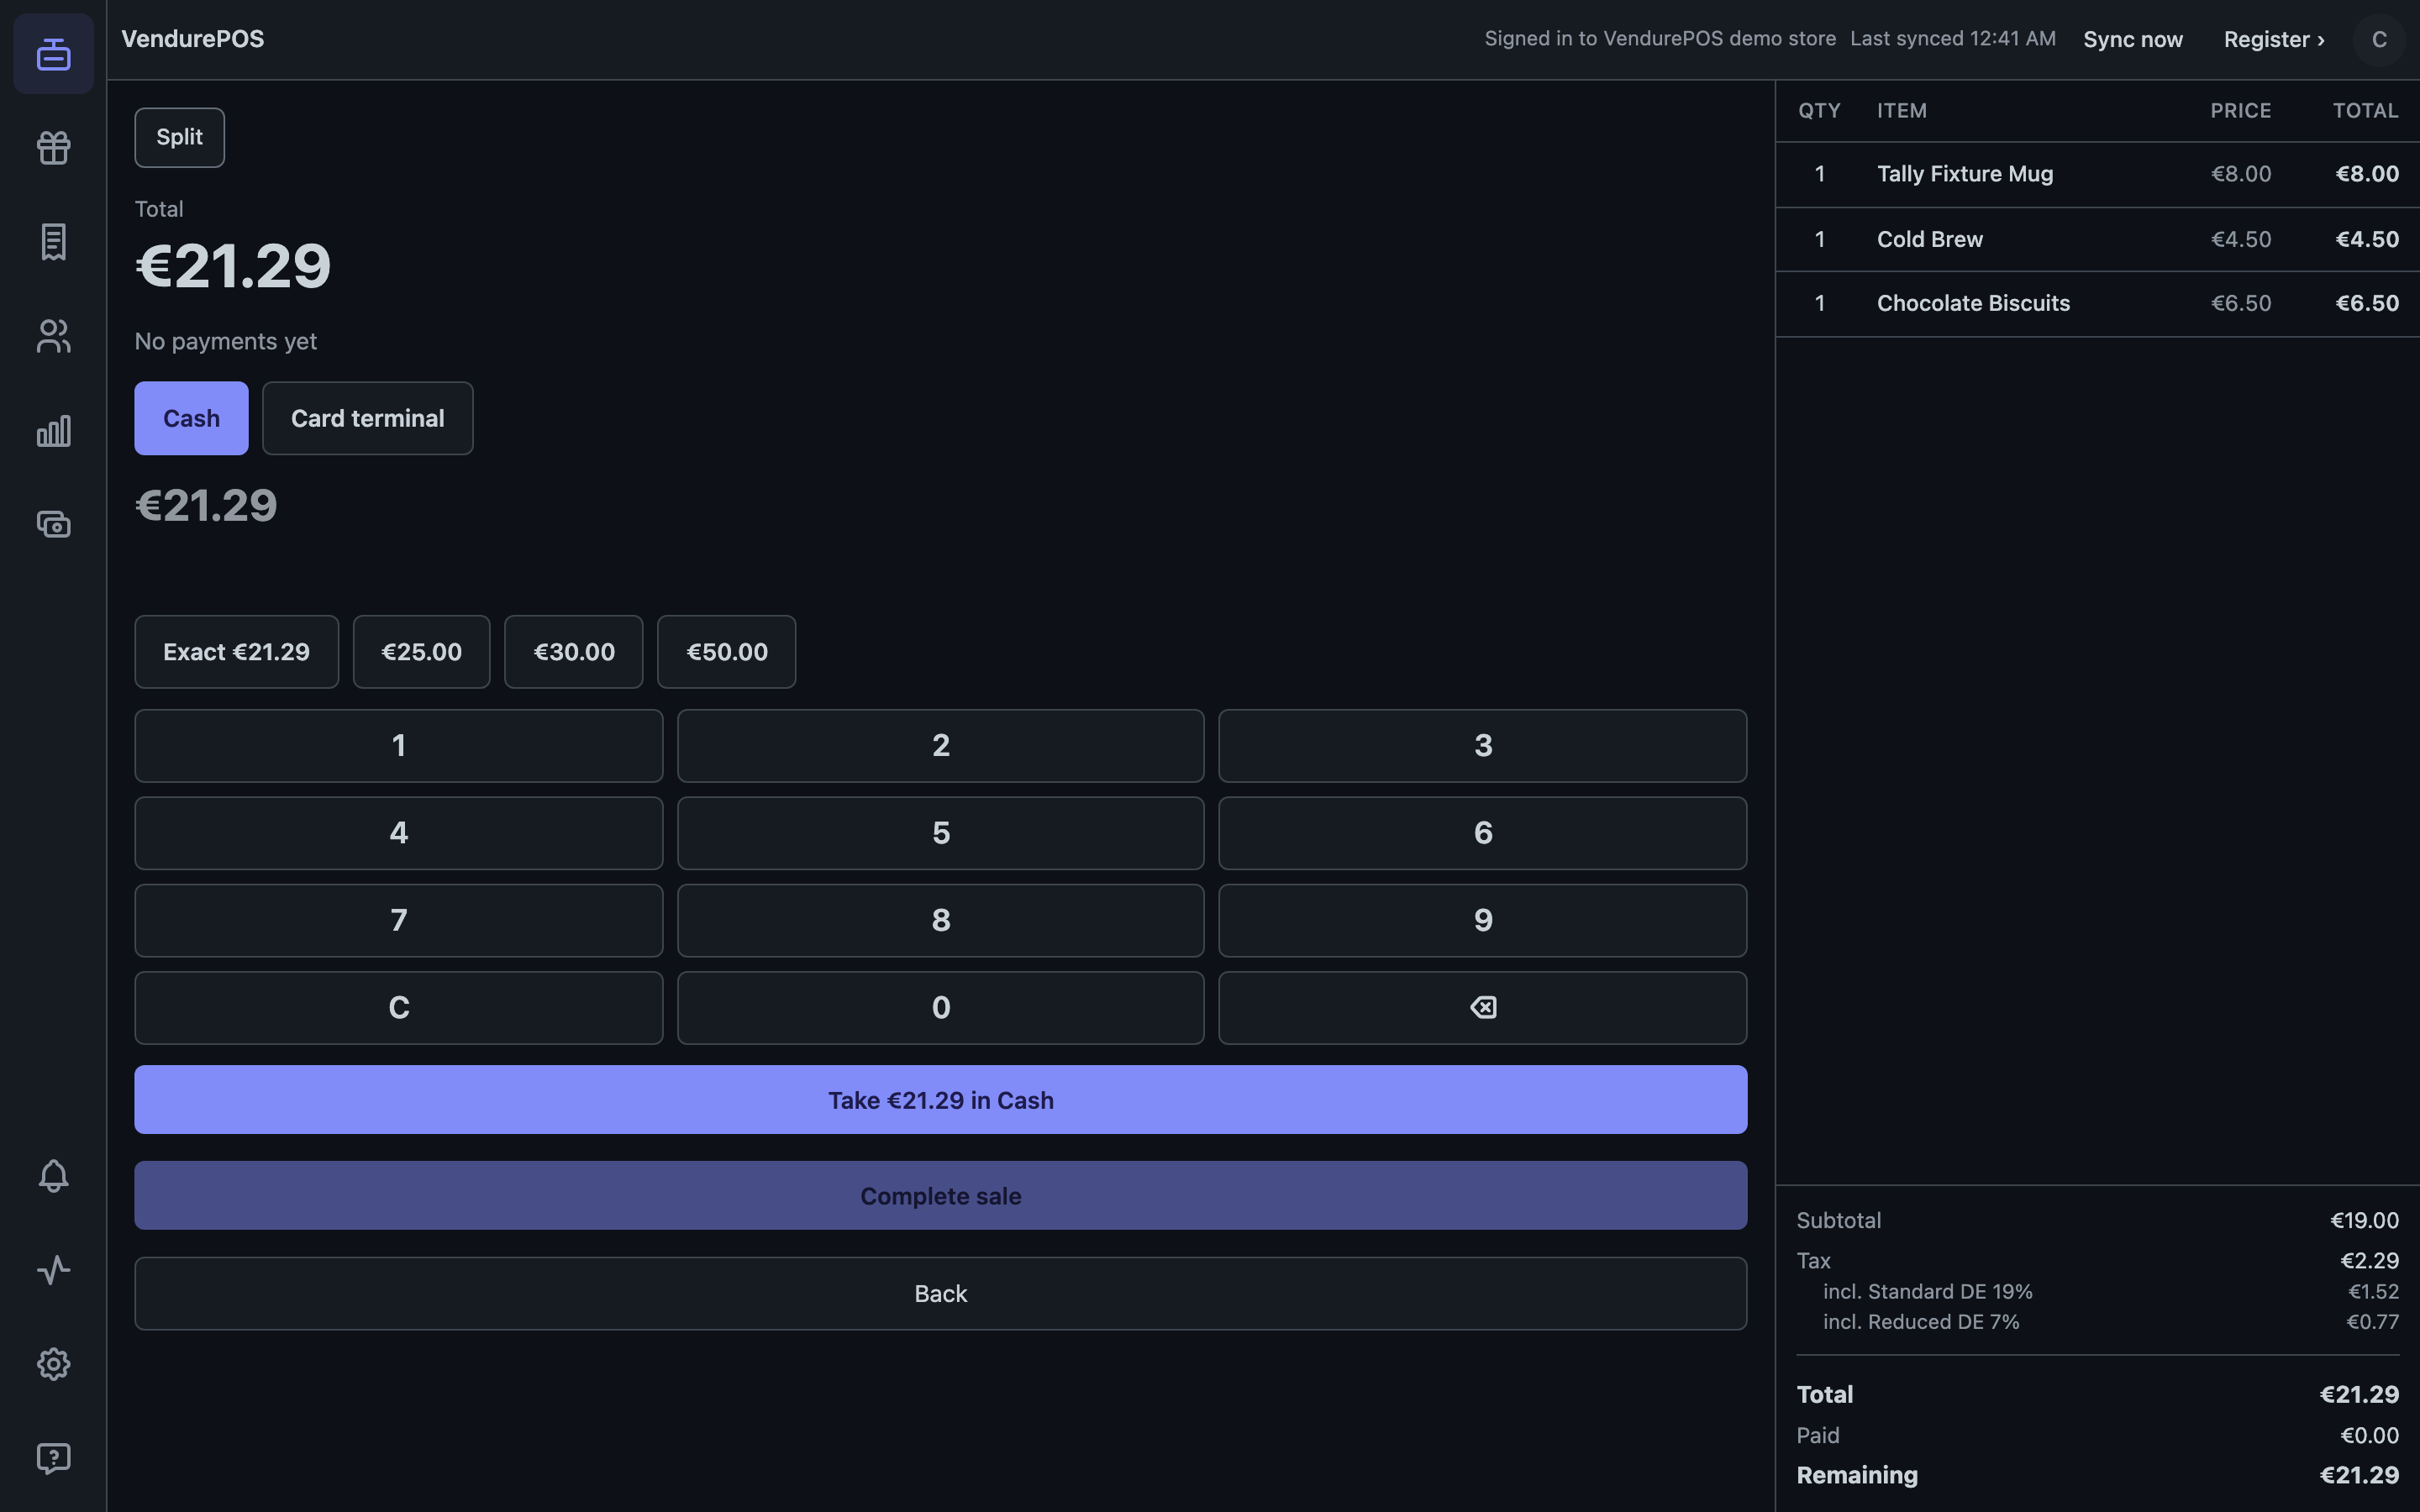 VendurePOS
Signed in to VendurePOS demo store Last synced 12:41 AM Sync now Register › C
Split
Total
€21.29
No payments yet
Cash Card terminal
€21.29
Exact €21.29 €25.00 €30.00 €50.00
1 2 3
4 5 6
7 8 9
C 0
Take €21.29 in Cash
Complete sale
Back
QTY ITEM PRICE TOTAL
1 Tally Fixture Mug €8.00 €8.00
1 Cold Brew €4.50 €4.50
1 Chocolate Biscuits €6.50 €6.50
Subtotal €19.00
Tax €2.29
incl. Standard DE 19% €1.52
incl. Reduced DE 7% €0.77
Total €21.29
Paid €0.00
Remaining €21.29